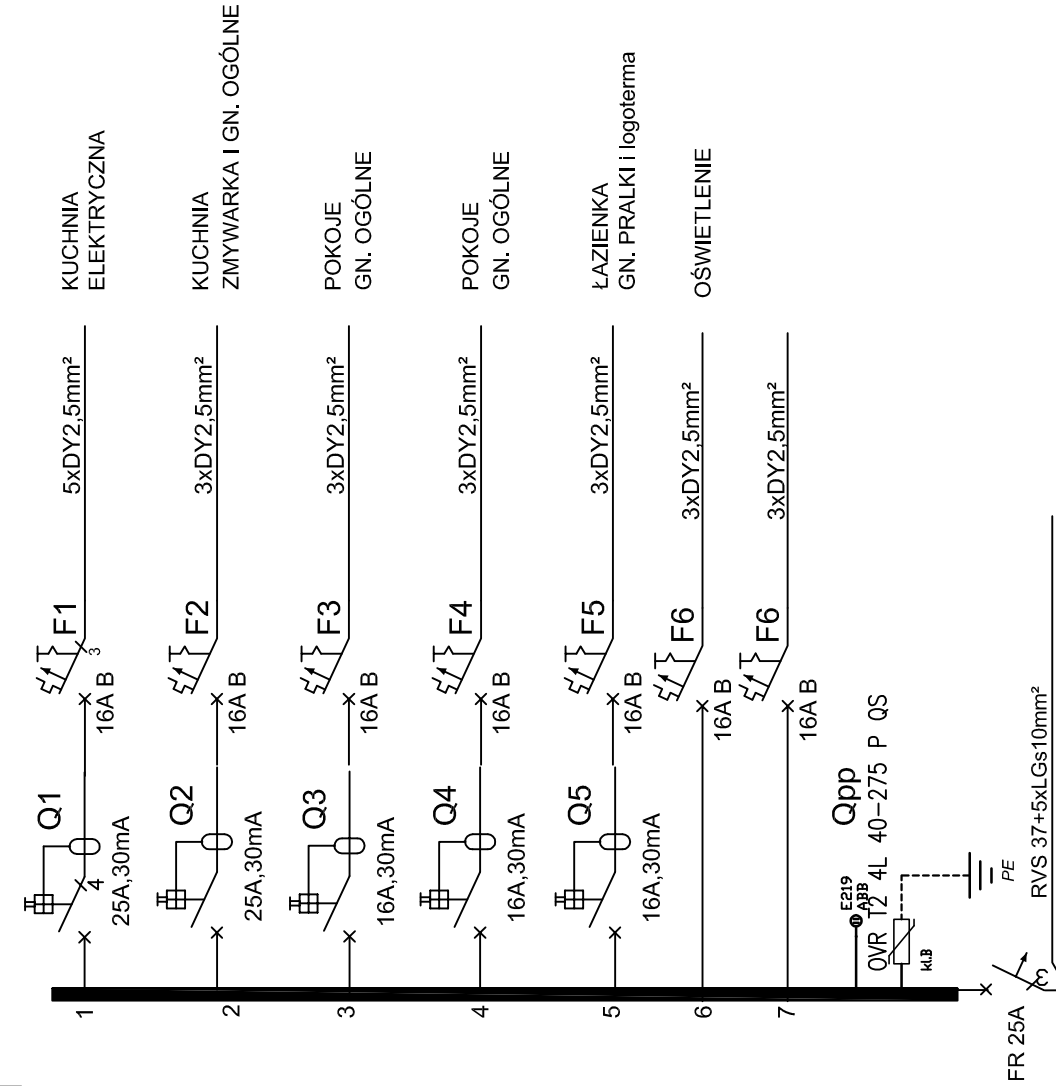 KUCHNIA
ELEKTRYCZNA
5xDY2,5mm²
F1
3
16A B
Q1
4
25A,30mA
1
KUCHNIA
ZMYWARKA I GN. OGÓLNE
3xDY2,5mm²
F2
16A B
Q2
25A,30mA
2
POKOJE
GN. OGÓLNE
3xDY2,5mm²
F3
16A B
Q3
16A,30mA
3
POKOJE
GN. OGÓLNE
3xDY2,5mm²
F4
16A B
Q4
16A,30mA
4
ŁAZIENKA
GN. PRALKI i logoterma
3xDY2,5mm²
F5
16A B
Q5
16A,30mA
5
OŚWIETLENIE
3xDY2,5mm²
F6
16A B
6
3xDY2,5mm²
F6
16A B
7
Qpp
E219
ABB
OVR T2 4L 40-275 P QS
kl.B
PE
FR 25A
3
RVS 37+5xLGs10mm²